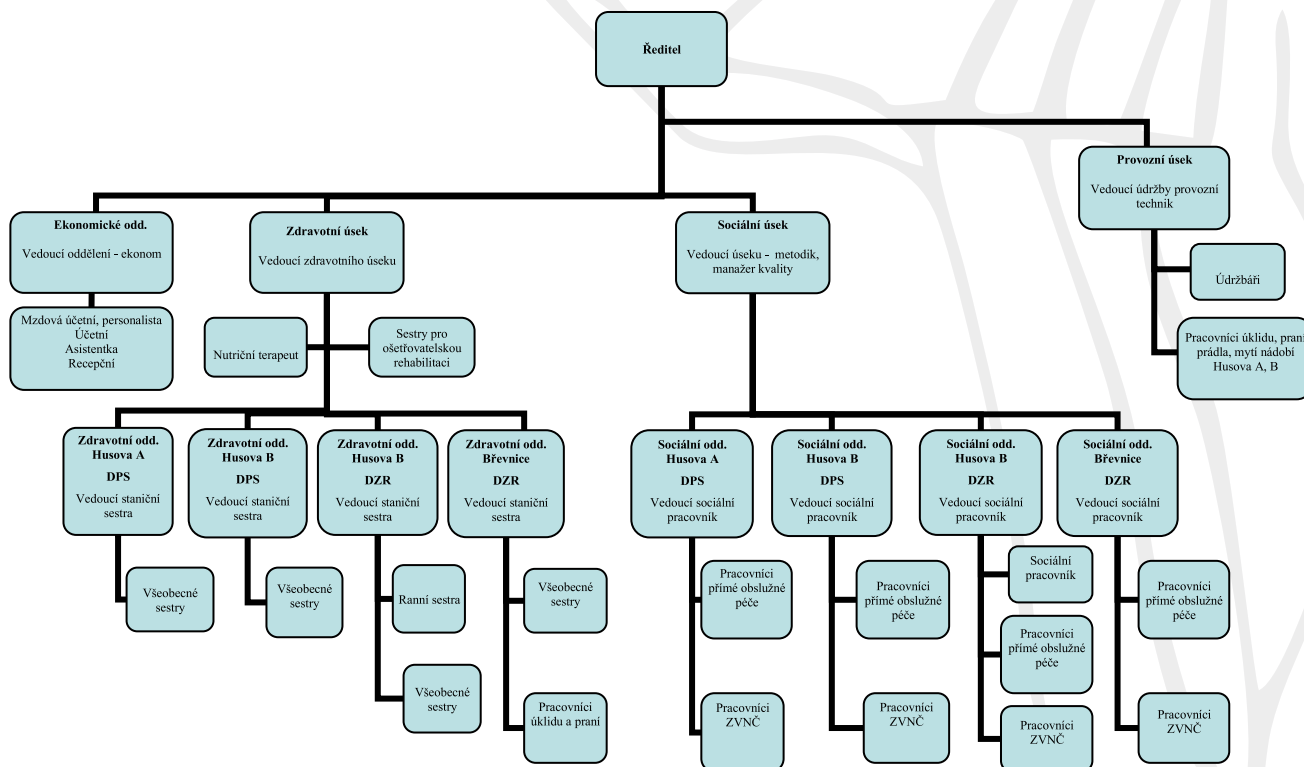 Ředitel
Provozní úsek
Vedoucí údržby provozní
technik
Ekonomické odd.
Vedoucí oddělení - ekonom
Zdravotní úsek
Vedoucí zdravotního úseku
Sociální úsek
Vedoucí úseku - metodik,
manažer kvality
Údržbáři
Mzdová účetní, personalista
Účetní
Asistentka
Recepční
Nutriční terapeut
Sestry pro
ošetřovatelskou
rehabilitaci
Pracovníci úklidu, praní
prádla, mytí nádobí
Husova A, B
Zdravotní odd.
Husova A
DPS
Vedoucí staniční
sestra
Zdravotní odd.
Husova B
DPS
Vedoucí staniční
sestra
Zdravotní odd.
Husova B
DZR
Vedoucí staniční
sestra
Zdravotní odd.
Břevnice
DZR
Vedoucí staniční
sestra
Sociální odd.
Husova A
DPS
Vedoucí sociální
pracovník
Sociální odd.
Husova B
DPS
Vedoucí sociální
pracovník
Sociální odd.
Husova B
DZR
Vedoucí sociální
pracovník
Sociální odd.
Břevnice
DZR
Vedoucí sociální
pracovník
Všeobecné
sestry
Všeobecné
sestry
Ranní sestra
Všeobecné
sestry
Pracovníci
přímé obslužné
péče
Pracovníci
přímé obslužné
péče
Sociální
pracovník
Pracovníci
přímé obslužné
péče
Pracovníci
přímé obslužné
péče
Všeobecné
sestry
Pracovníci
úklidu a praní
Pracovníci
ZVNČ
Pracovníci
ZVNČ
Pracovníci
ZVNČ
Pracovníci
ZVNČ